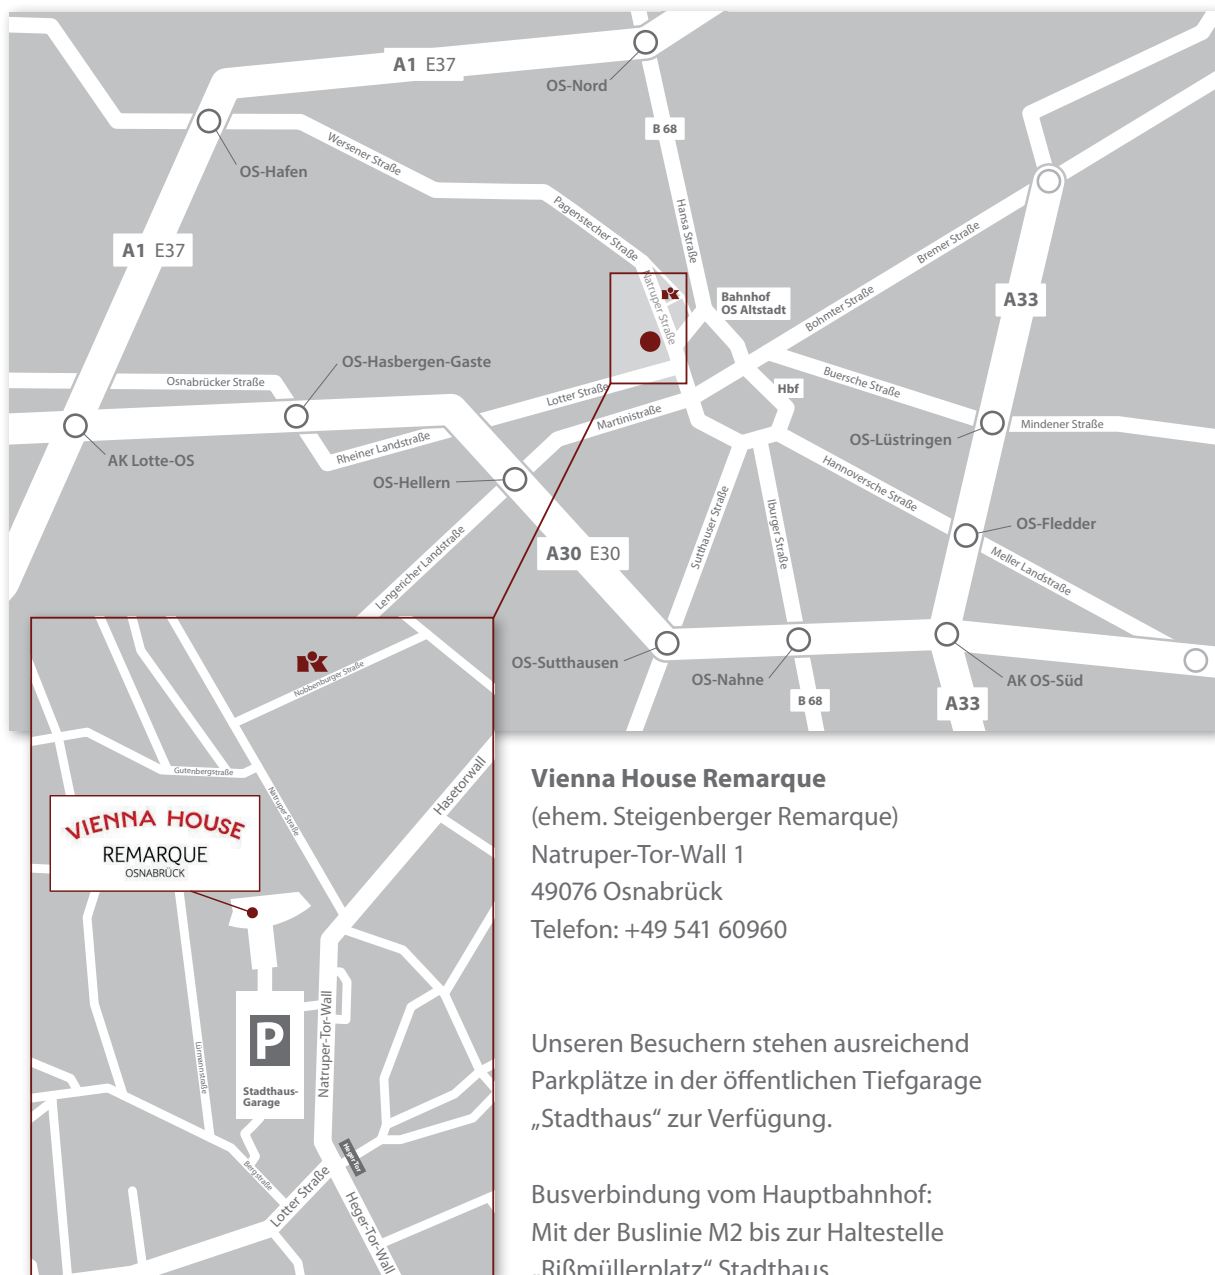 A1 E37
OS-Nord
B 68
Wersener Straße
OS-Hafen
Pagenstecher Straße
Hansa Straße
A1 E37
Bremer Straße
Natruper Straße
Bahnhof
OS Altstadt
A33
Bohmter Straße
OS-Hasbergen-Gaste
Osnabrücker Straße
Lotter Straße
Hbf
Buersche Straße
Martinistraße
Mindener Straße
Rheiner Landstraße
OS-Lüstringen
AK Lotte-OS
OS-Hellern
Hannoversche Straße
Sutthauser Straße
Iburger Straße
OS-Fledder
A30 E30
Lengericher Landstraße
Meller Landstraße
OS-Sutthausen
OS-Nahne
AK OS-Süd
B 68
A33
Nobbenburger Straße
Gutenbergstraße
Natruper Straße
Hasetorwall
VIENNA HOUSE
REMARQUE
OSNABRÜCK
P
Stadthaus-
Garage
Natruper-Tor-Wall
Lürmannstraße
Heger Tor
Bergstraße
Lotter Straße
Heger-Tor-Wall
Vienna House Remarque
(ehem. Steigenberger Remarque)
Natruper-Tor-Wall 1
49076 Osnabrück
Telefon: +49 541 60960
Unseren Besuchern stehen ausreichend
Parkplätze in der öffentlichen Tiefgarage
„Stadthaus“ zur Verfügung.
Busverbindung vom Hauptbahnhof:
Mit der Buslinie M2 bis zur Haltestelle
„Rißmüllerplatz“ Stadthaus